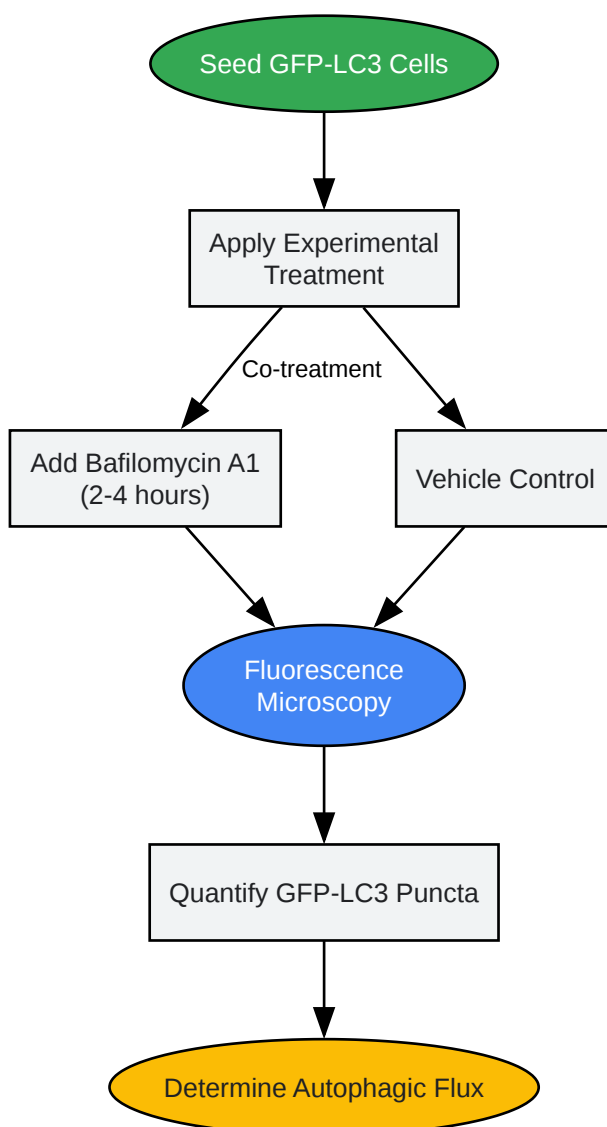 Seed GFP-LC3 Cells
Apply Experimental
Treatment
Co-treatment
Add Bafilomycin A1
(2-4 hours)
Vehicle Control
Fluorescence
Microscopy
Quantify GFP-LC3 Puncta
Determine Autophagic Flux